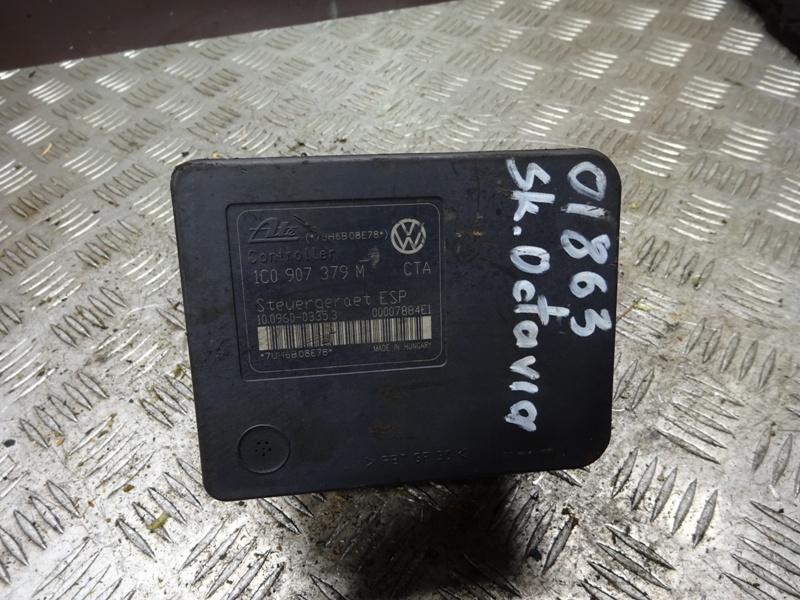 Ate (*7UH6B08E78*)
Controller
1C0 907 379 M CTA
Steuergeraet ESP
10.0960-0335.3 00007884E1
*7UH6B08E78* MADE IN HUNGARY
01863
Sk. Octavia